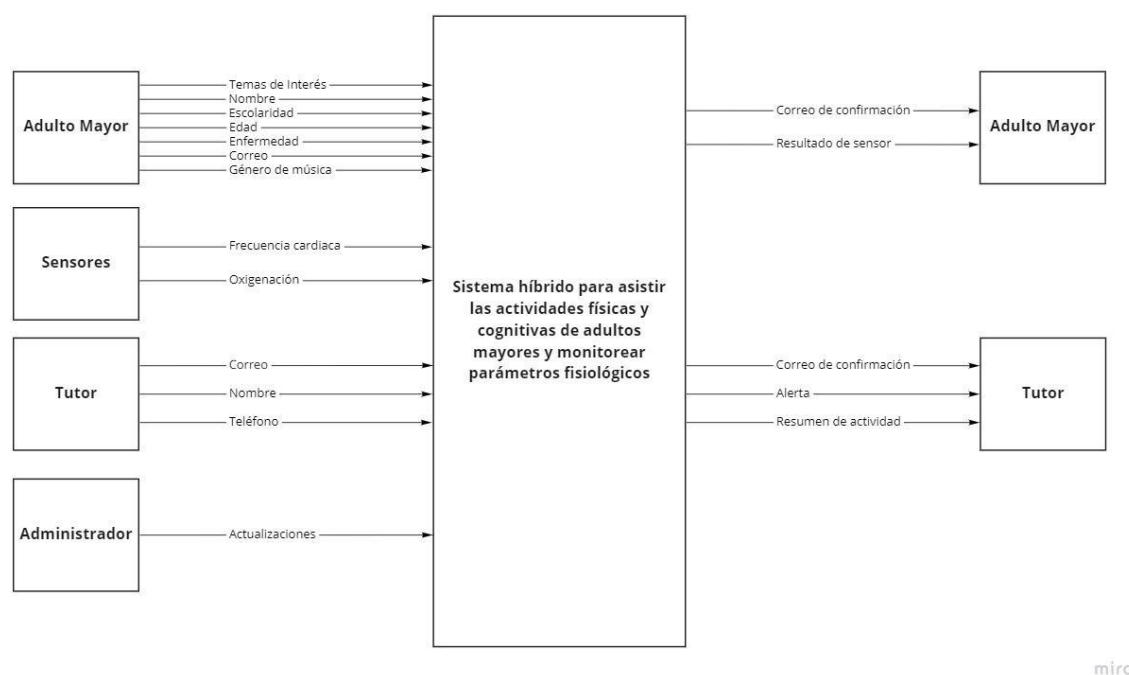 Adulto Mayor
Temas de Interés
Nombre
Escolaridad
Edad
Enfermedad
Correo
Género de música
Sensores
Frecuencia cardiaca
Oxigenación
Tutor
Correo
Nombre
Teléfono
Administrador
Actualizaciones
Sistema híbrido para asistir
las actividades físicas y
cognitivas de adultos
mayores y monitorear
parámetros fisiológicos
Correo de confirmación
Resultado de sensor
Adulto Mayor
Correo de confirmación
Alerta
Resumen de actividad
Tutor
miro